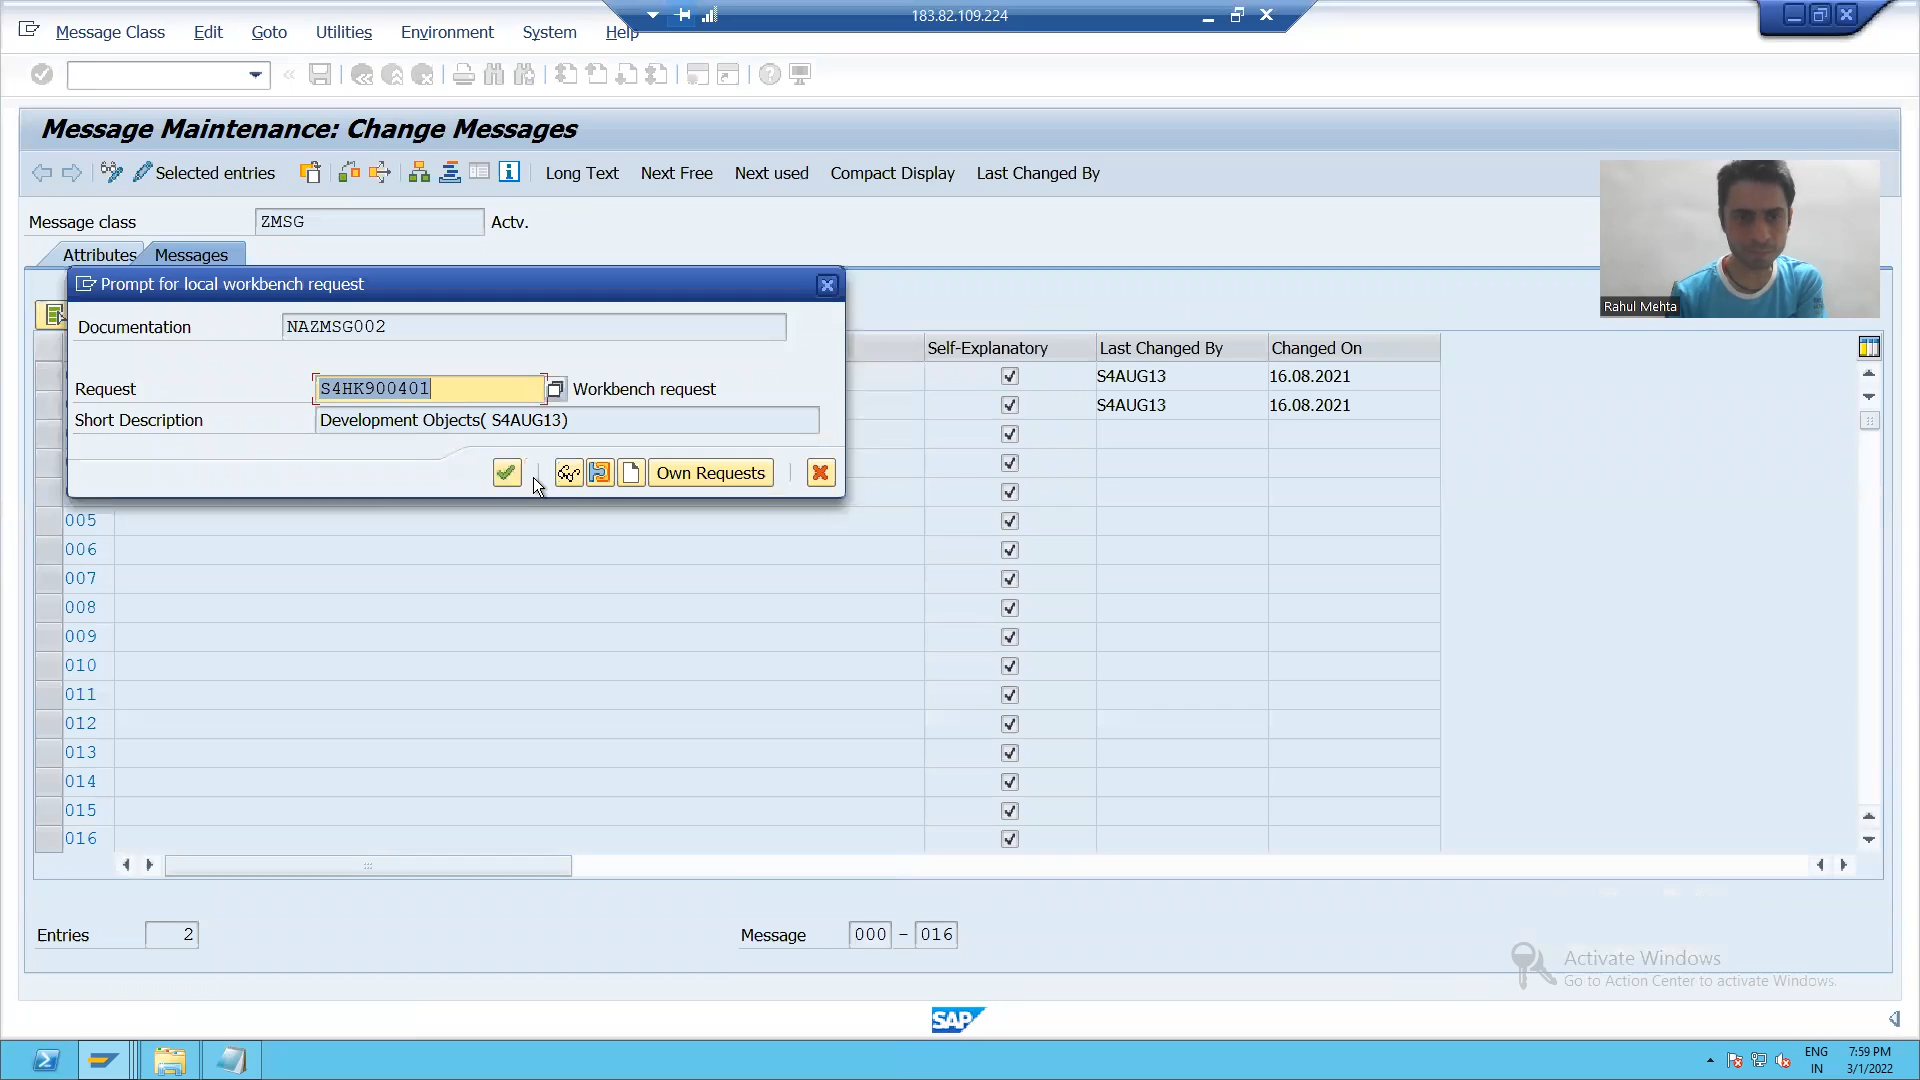 183.82.109.224
Message Class Edit Goto Utilities Environment System Help
Message Maintenance: Change Messages
Selected entries Long Text Next Free Next used Compact Display Last Changed By
Message class ZMSG Actv.
Attributes Messages
Prompt for local workbench request
Documentation NAZMSG002
Request S4HK900401 Workbench request
Short Description Development Objects( S4AUG13)
Own Requests
Rahul Mehta
Self-Explanatory Last Changed By Changed On
S4AUG13 16.08.2021
S4AUG13 16.08.2021
005
006
007
008
009
010
011
012
013
014
015
016
Entries 2 Message 000 - 016
Activate Windows
Go to Action Center to activate Windows.
SAP
ENG 7:59 PM
IN 3/1/2022